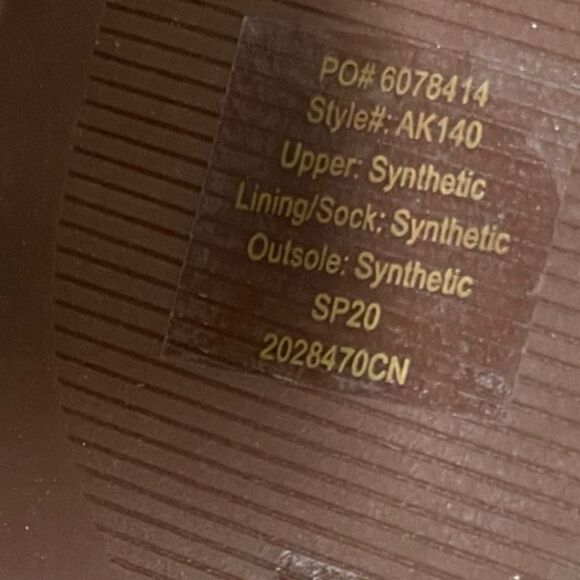 PO# 6078414
Style#: AK140
Upper: Synthetic
Lining/Sock: Synthetic
Outsole: Synthetic
SP20
2028470CN